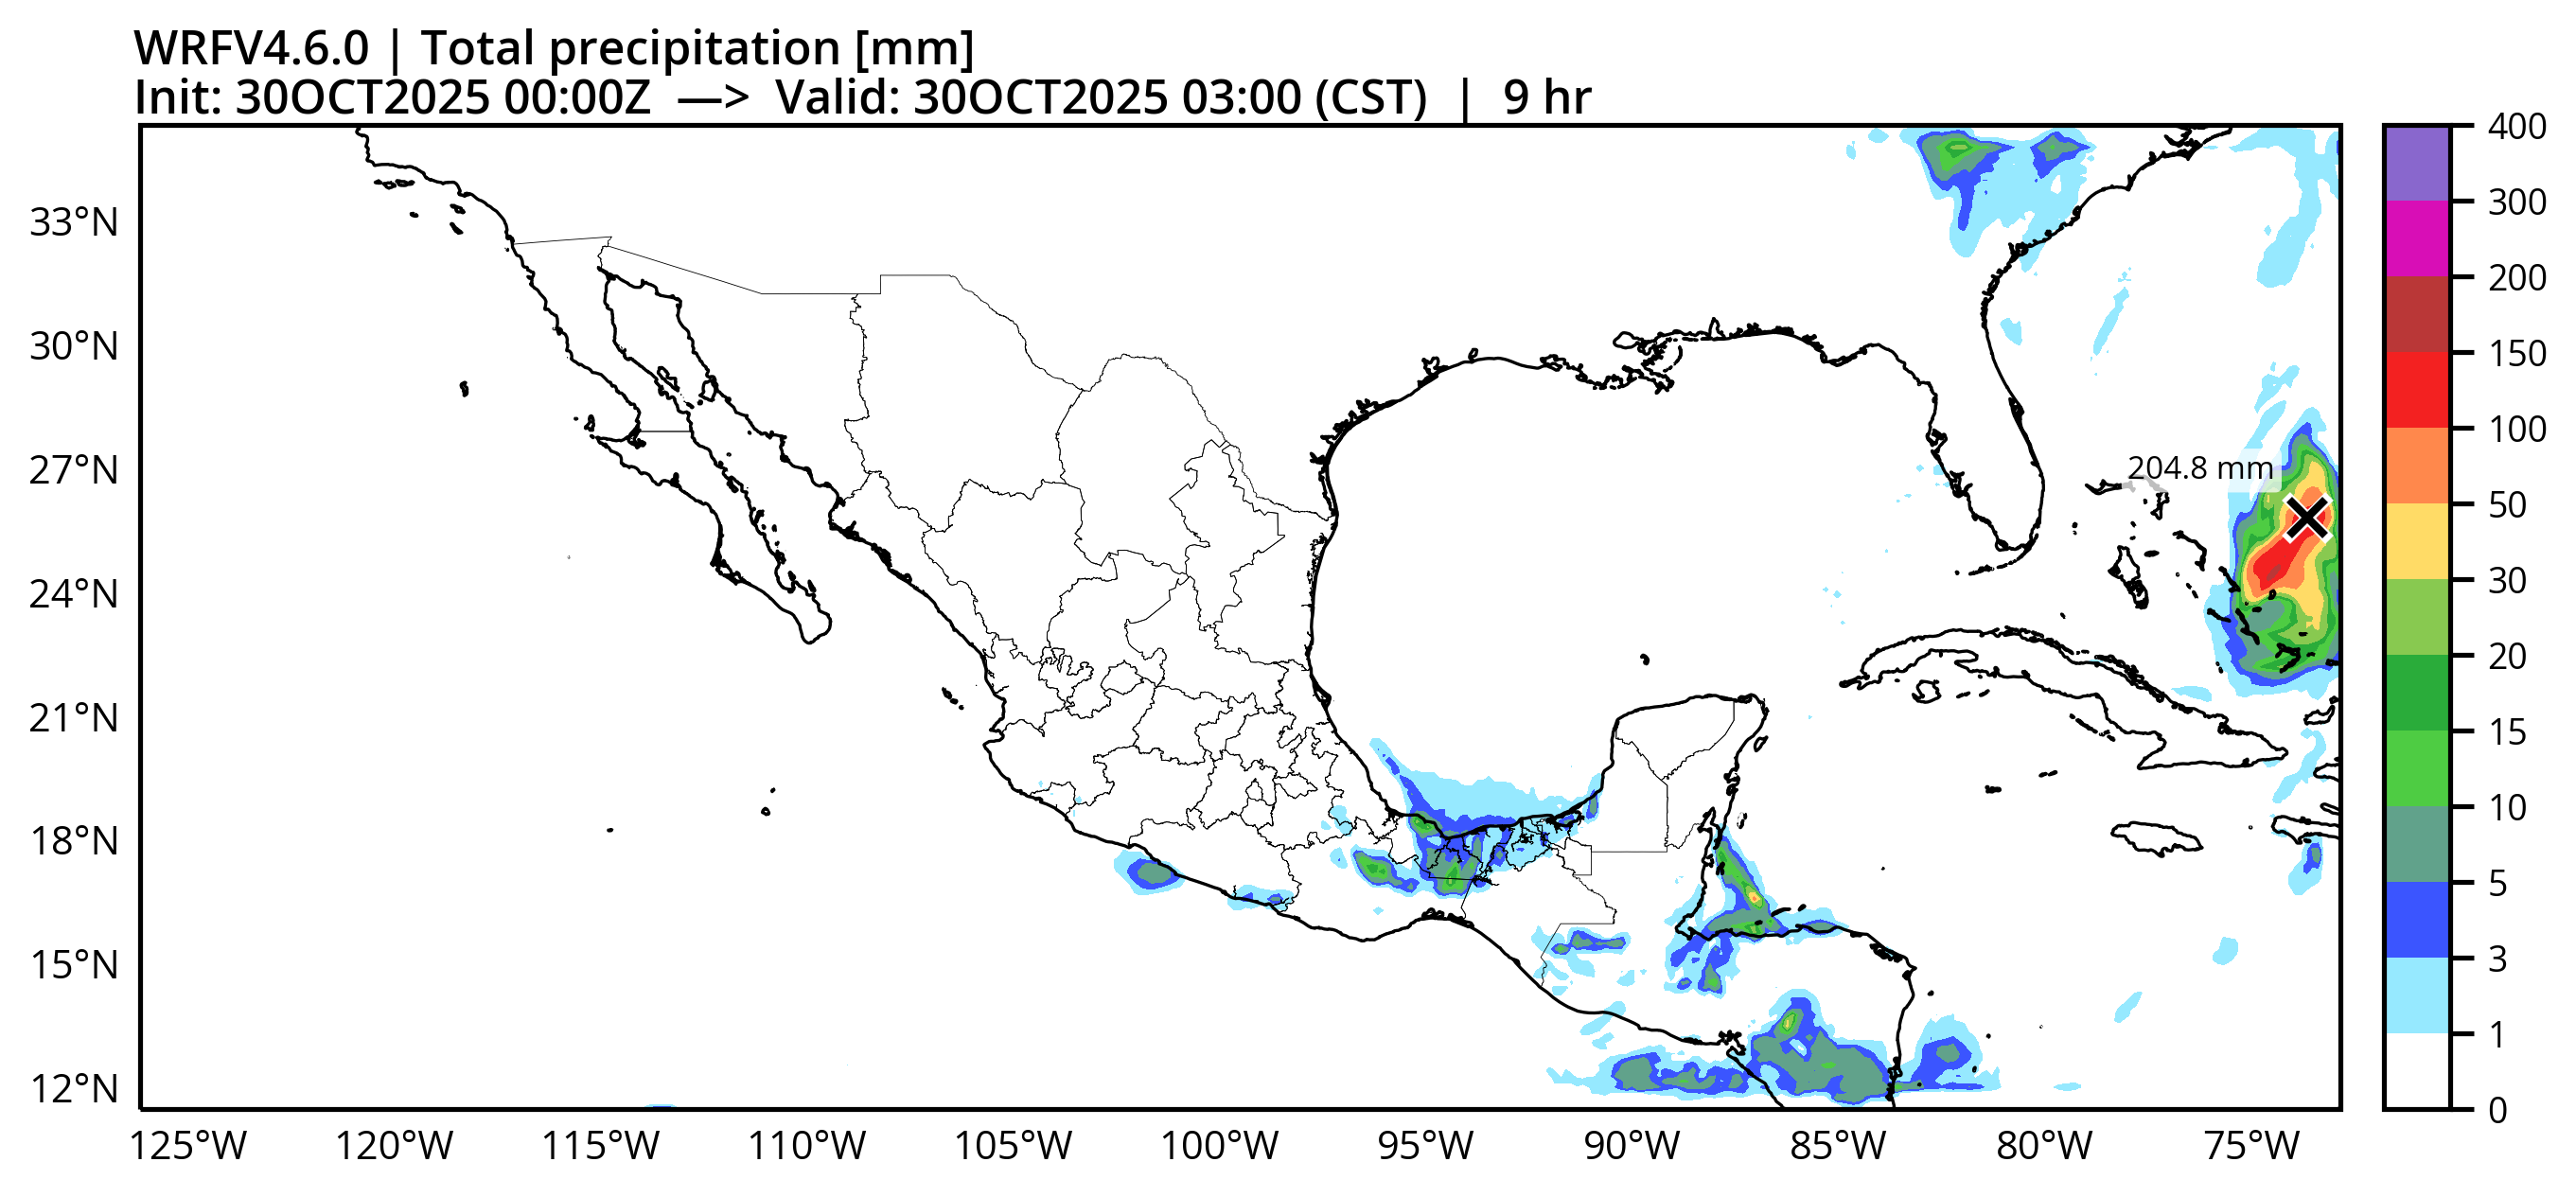 WRFV4.6.0 | Total precipitation [mm]
Init: 30OCT2025 00:00Z —> Valid: 30OCT2025 03:00 (CST) | 9 hr
33°N
30°N
27°N
24°N
21°N
18°N
15°N
12°N
204.8 mm
125°W 120°W 115°W 110°W 105°W 100°W 95°W 90°W 85°W 80°W 75°W
400
300
200
150
100
50
30
20
15
10
5
3
1
0